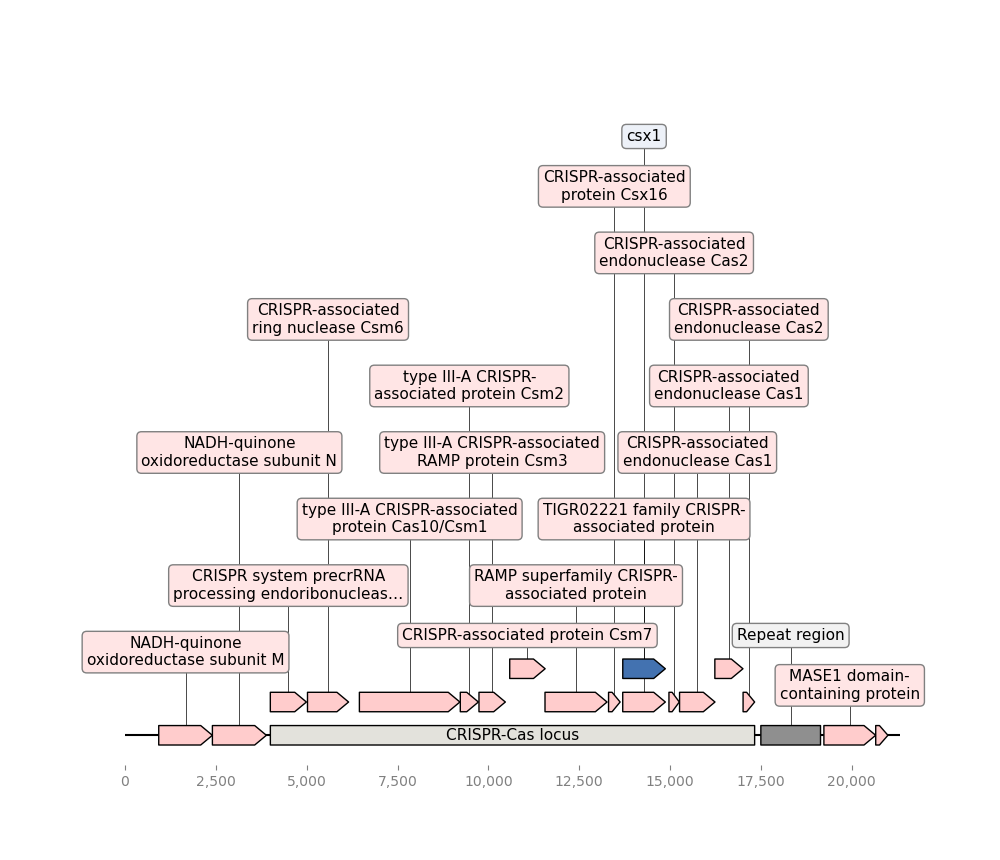 csx1
CRISPR-associated
protein Csx16
CRISPR-associated
endonuclease Cas2
CRISPR-associated
ring nuclease Csm6
CRISPR-associated
endonuclease Cas2
type III-A CRISPR-
associated protein Csm2
CRISPR-associated
endonuclease Cas1
NADH-quinone
oxidoreductase subunit N
type III-A CRISPR-associated
RAMP protein Csm3
CRISPR-associated
endonuclease Cas1
type III-A CRISPR-associated
protein Cas10/Csm1
TIGR02221 family CRISPR-
associated protein
CRISPR system precrRNA
processing endoribonucleas...
RAMP superfamily CRISPR-
associated protein
NADH-quinone
oxidoreductase subunit M
CRISPR-associated protein Csm7
Repeat region
MASE1 domain-
containing protein
CRISPR-Cas locus
0 2,500 5,000 7,500 10,000 12,500 15,000 17,500 20,000